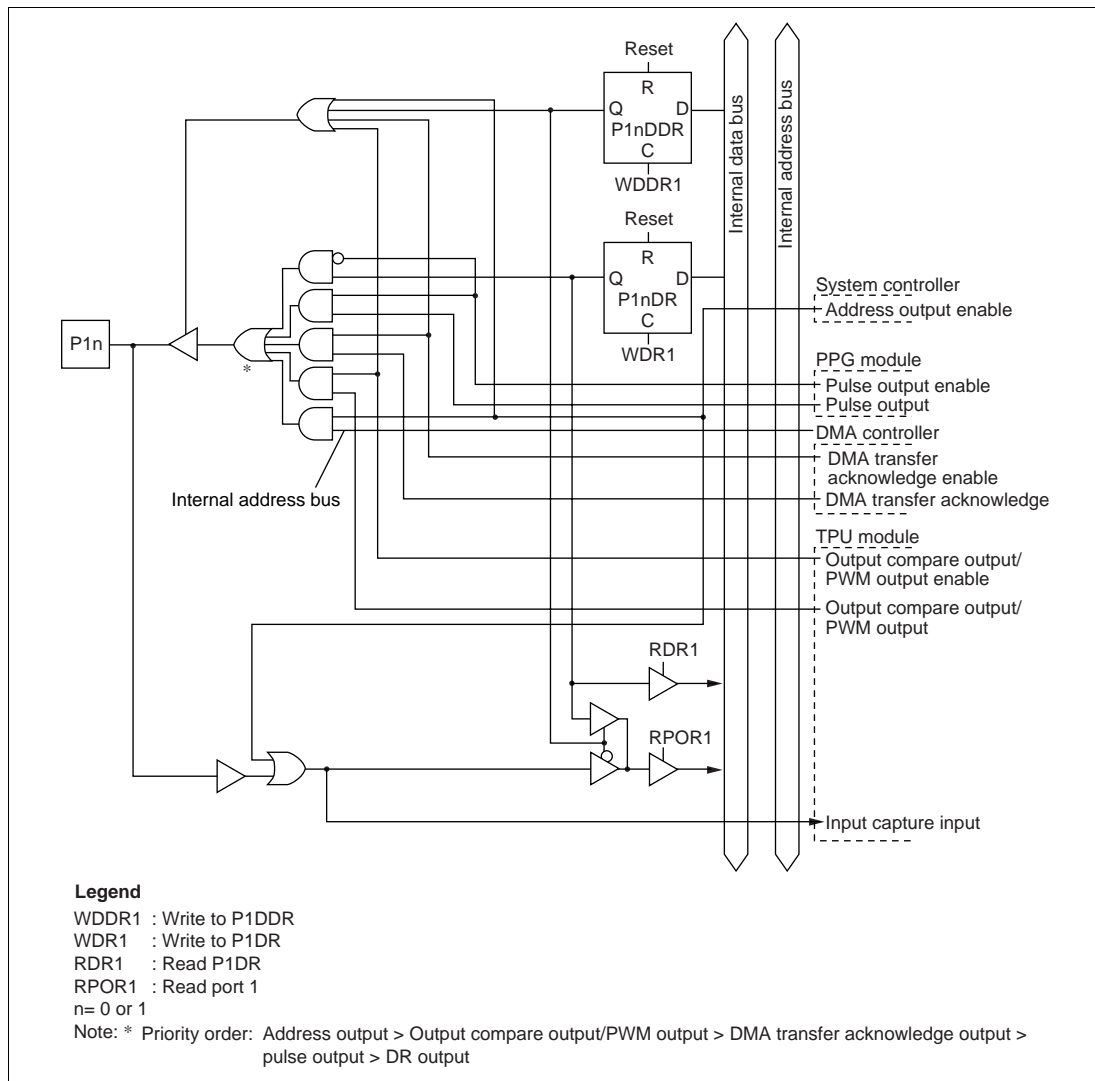 Reset
R
Q D
P1nDDR
C
WDDR1
Reset
R
Q D
P1nDR
C
WDR1
Internal data bus
Internal address bus
System controller
Address output enable
PPG module
Pulse output enable
Pulse output
DMA controller
DMA transfer
acknowledge enable
DMA transfer acknowledge
TPU module
Output compare output/
PWM output enable
Output compare output/
PWM output
P1n
*
Internal address bus
RDR1
RPOR1
Input capture input
Legend
WDDR1 : Write to P1DDR
WDR1 : Write to P1DR
RDR1 : Read P1DR
RPOR1 : Read port 1
n= 0 or 1
Note: * Priority order: Address output > Output compare output/PWM output > DMA transfer acknowledge output >
pulse output > DR output